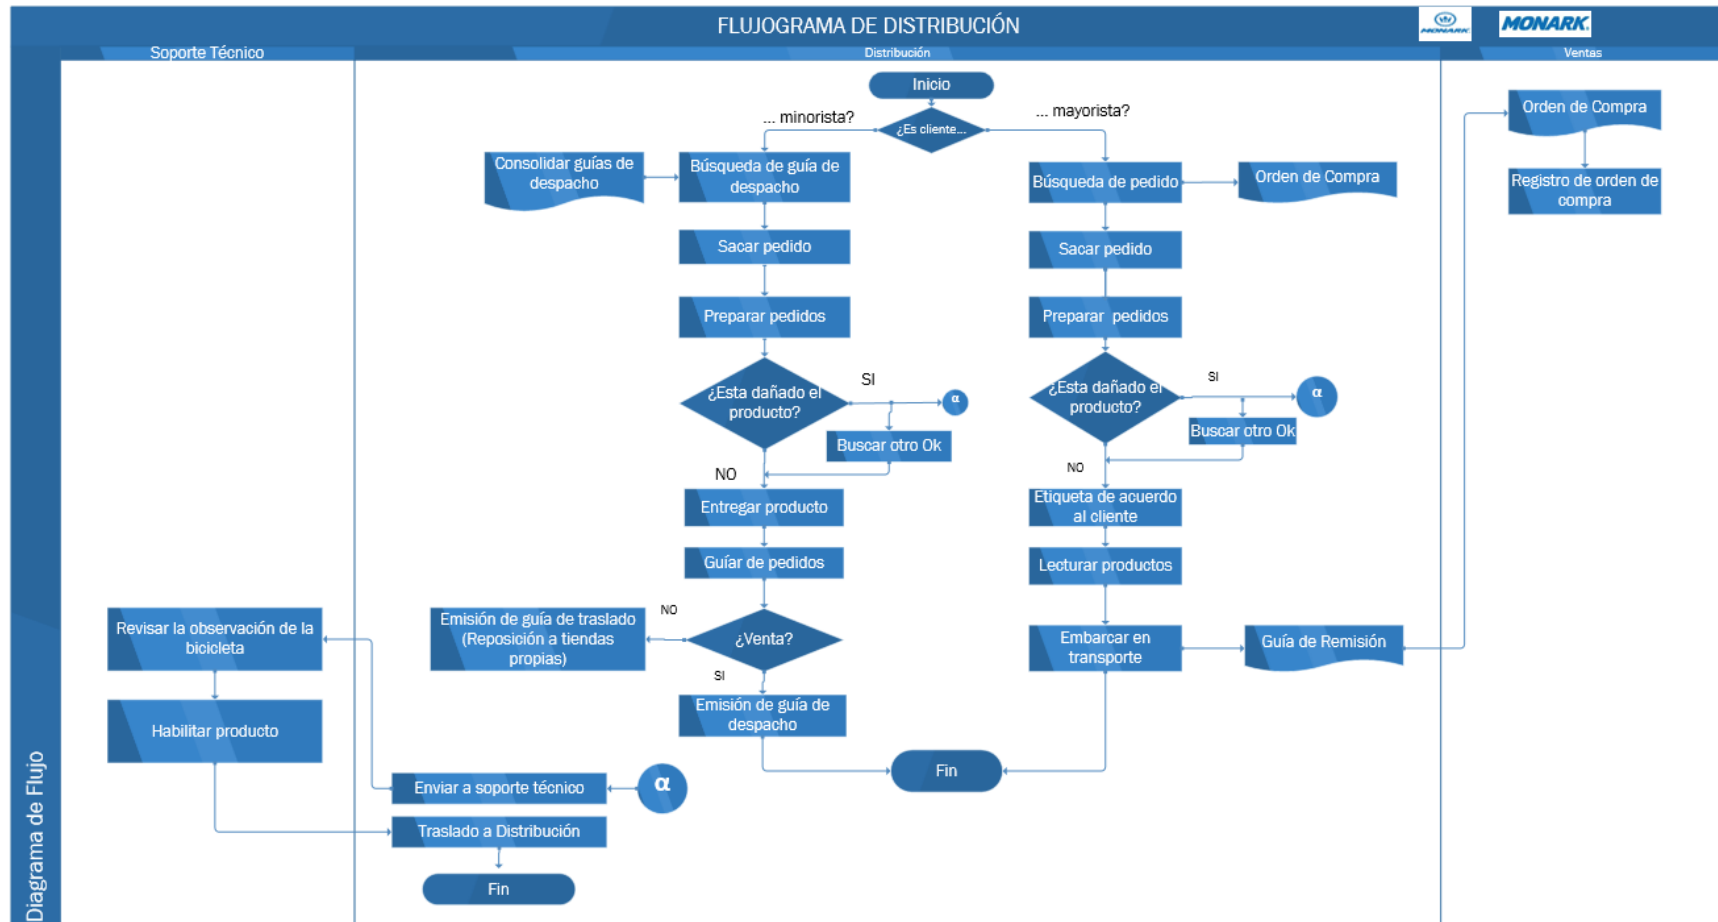 FLUJOGRAMA DE DISTRIBUCIÓN
MONARK
MONARK
Soporte Técnico
Distribución
Ventas
Inicio
¿Es cliente...
... minorista?
... mayorista?
Orden de Compra
Registro de orden de
compra
Consolidar guías de
despacho
Búsqueda de guía de
despacho
Búsqueda de pedido
Orden de Compra
Sacar pedido
Sacar pedido
Preparar pedidos
Preparar pedidos
¿Esta dañado el
producto?
SI
α
Buscar otro Ok
NO
¿Esta dañado el
producto?
SI
α
Buscar otro Ok
NO
Entregar producto
Etiqueta de acuerdo
al cliente
Guíar de pedidos
Lecturar productos
¿Venta?
NO
Emisión de guía de traslado
(Reposición a tiendas
propias)
SI
Emisión de guía de
despacho
Embarcar en
transporte
Guía de Remisión
Fin
Revisar la observación de la
bicicleta
Habilitar producto
Enviar a soporte técnico
α
Traslado a Distribución
Fin
Diagrama de Flujo